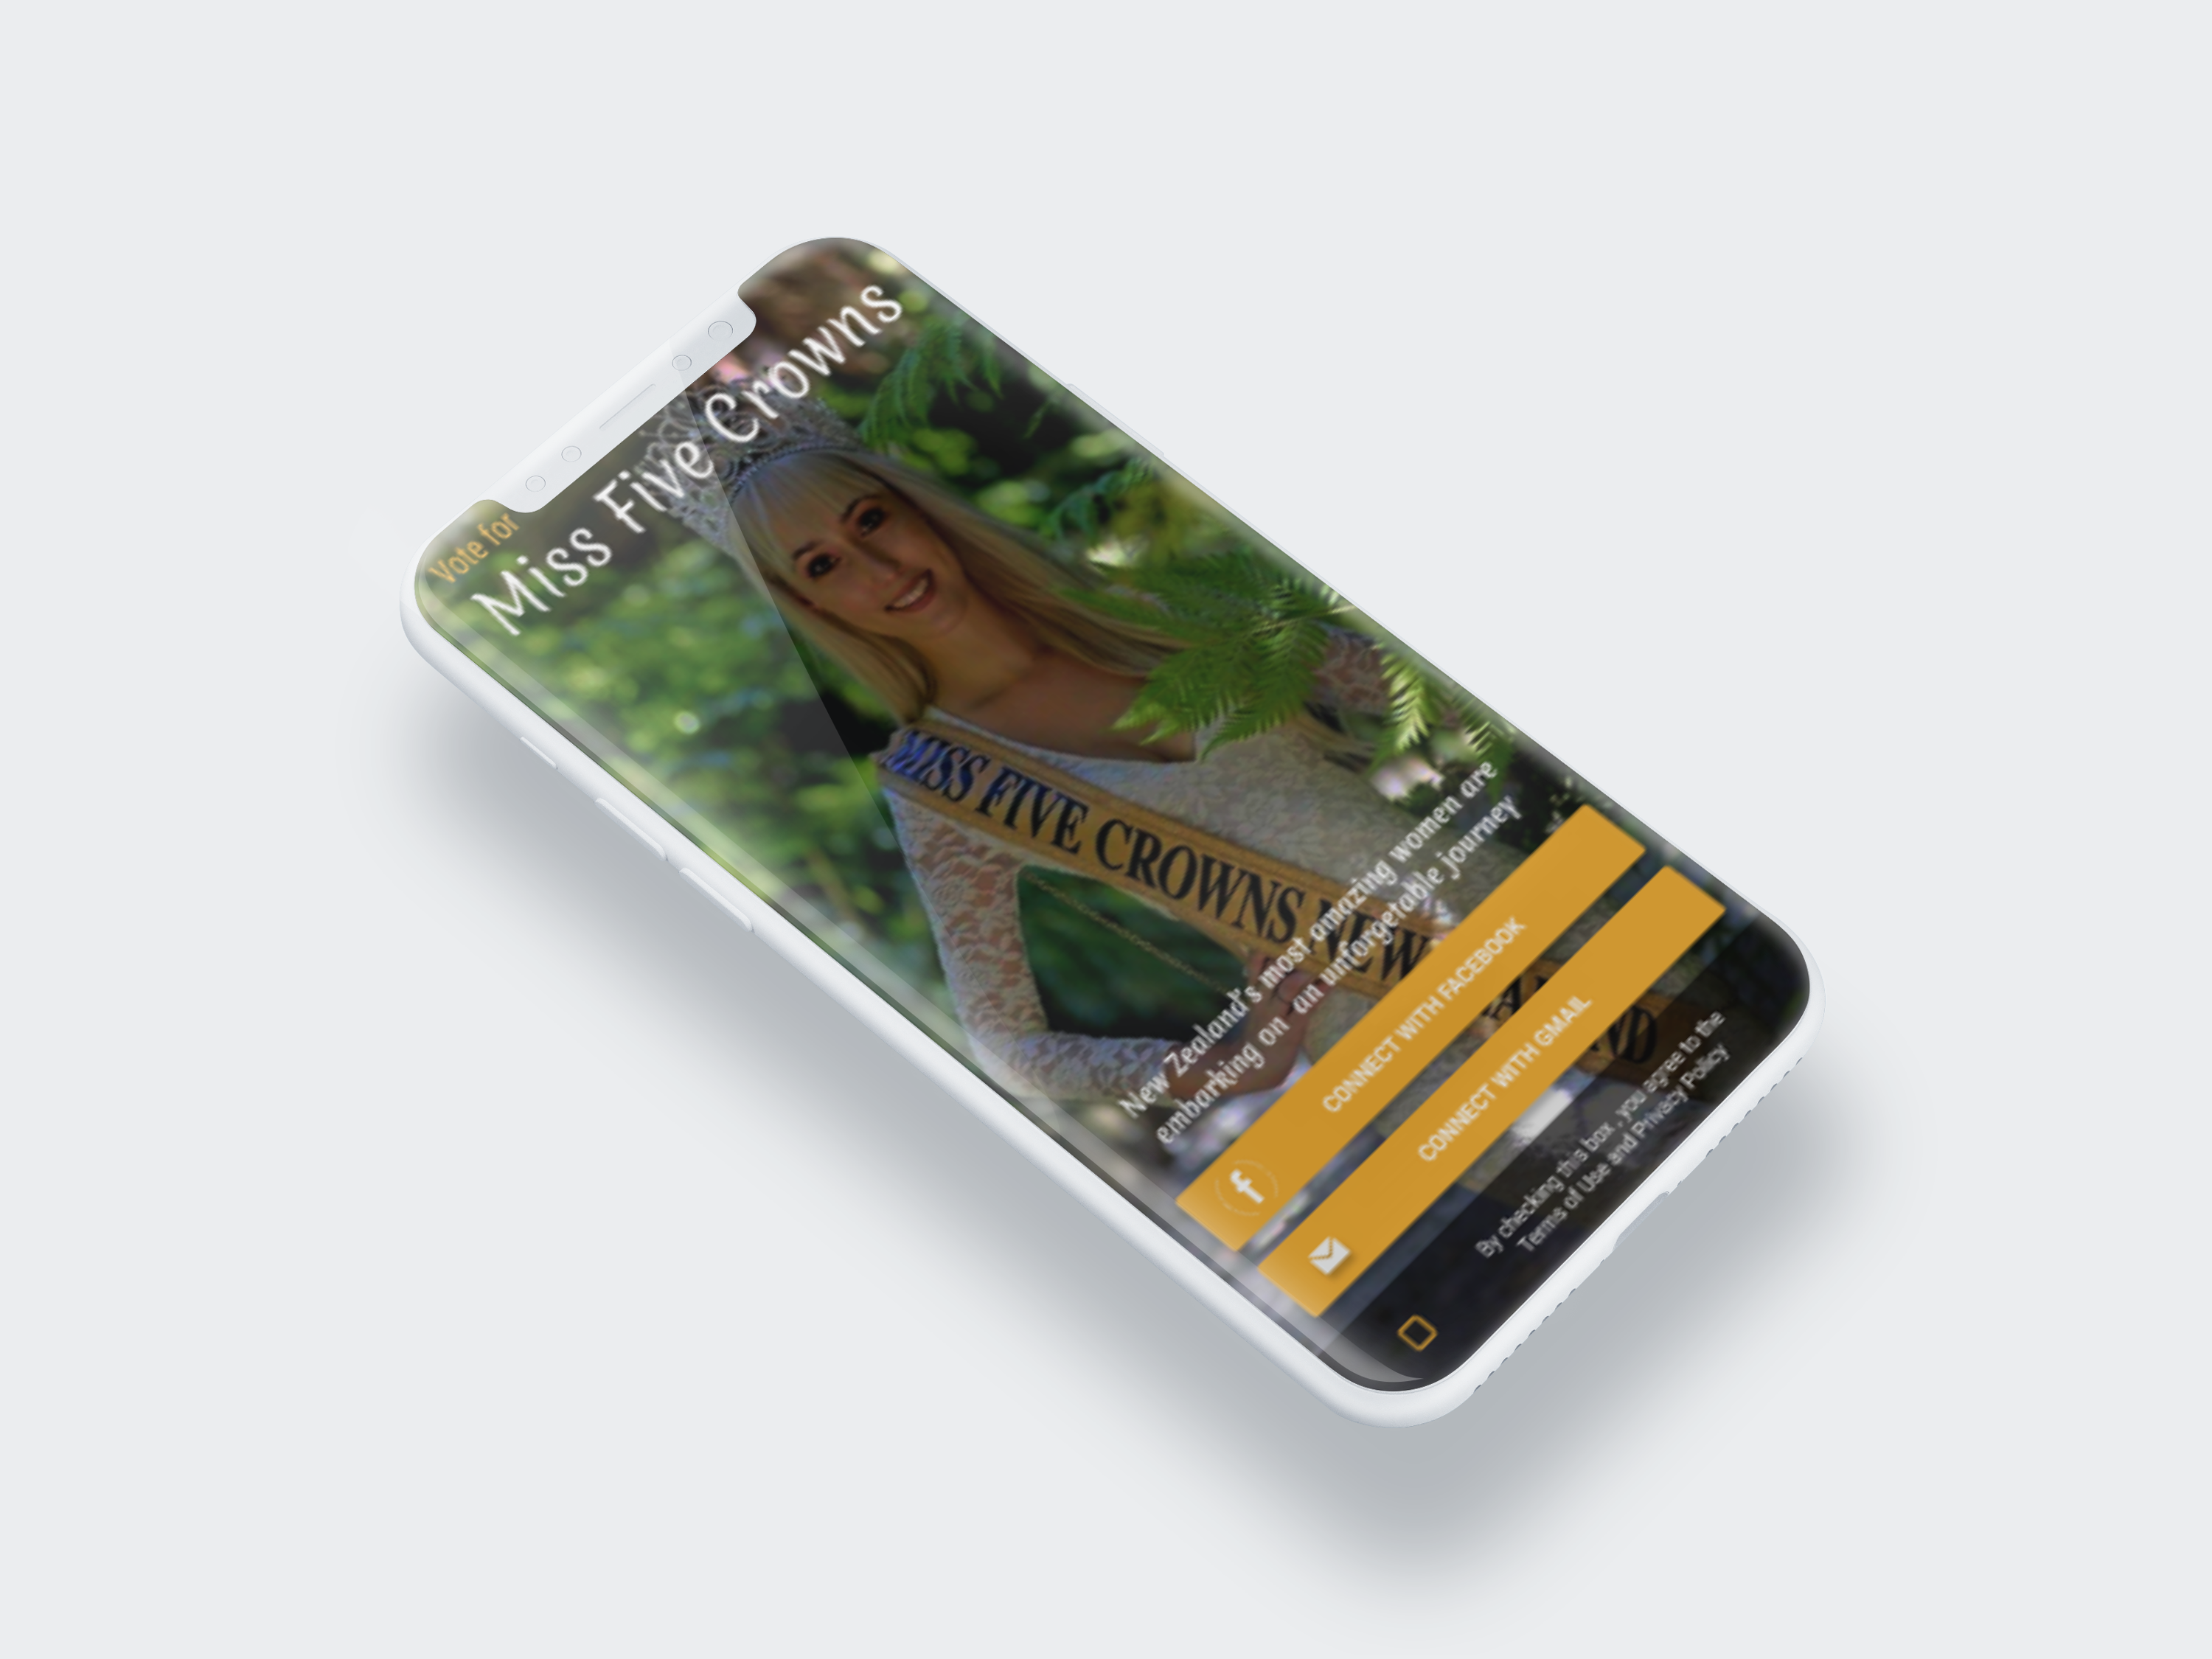 Vote for
Miss Five Crowns
MISS FIVE CROWNS NEW
New Zealand's most amazing women are
embarking on an unforgetable journey
CONNECT WITH FACEBOOK
CONNECT WITH GMAIL
By checking this box , you agree to the
Terms of Use and Privacy Policy